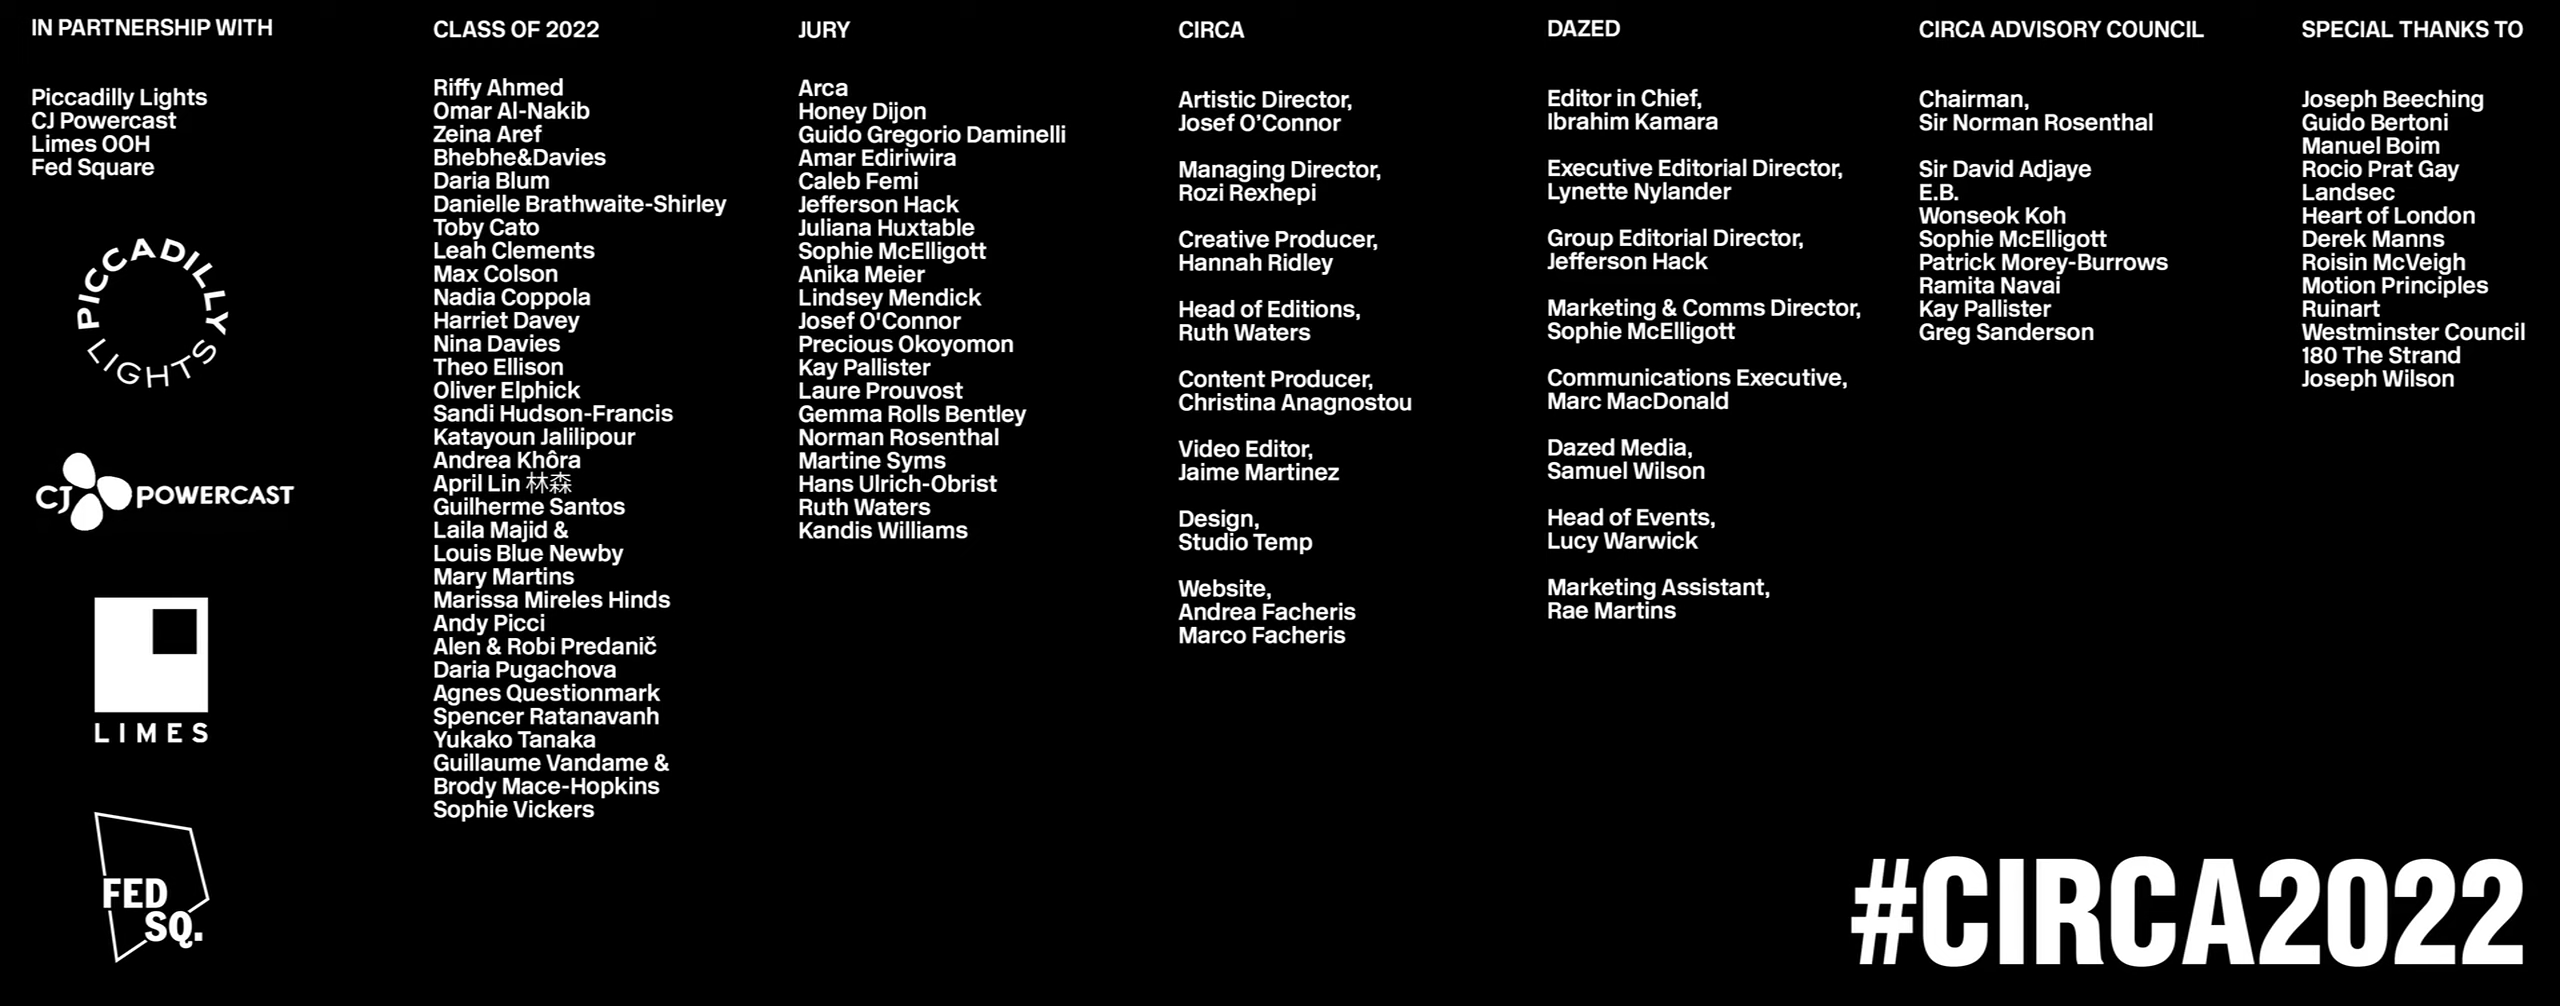 IN PARTNERSHIP WITH
Piccadilly Lights
CJ Powercast
Limes OOH
Fed Square
PICCADILLY
LIGHTS
CJ POWERCAST
LIMES
FED
SQ.
CLASS OF 2022
Riffy Ahmed
Omar Al-Nakib
Zeina Aref
Bhebhe&Davies
Daria Blum
Danielle Brathwaite-Shirley
Toby Cato
Leah Clements
Max Colson
Nadia Coppola
Harriet Davey
Nina Davies
Theo Ellison
Oliver Elphick
Sandi Hudson-Francis
Katayoun Jalilipour
Andrea Khôra
April Lin 林森
Guilherme Santos
Laila Majid &
Louis Blue Newby
Mary Martins
Marissa Mireles Hinds
Andy Picci
Alen & Robi Predanič
Daria Pugachova
Agnes Questionmark
Spencer Ratanavanh
Yukako Tanaka
Guillaume Vandame &
Brody Mace-Hopkins
Sophie Vickers
JURY
Arca
Honey Dijon
Guido Gregorio Daminelli
Amar Ediriwira
Caleb Femi
Jefferson Hack
Juliana Huxtable
Sophie McElligott
Anika Meier
Lindsey Mendick
Josef O'Connor
Precious Okoyomon
Kay Pallister
Laure Prouvost
Gemma Rolls Bentley
Norman Rosenthal
Martine Syms
Hans Ulrich-Obrist
Ruth Waters
Kandis Williams
CIRCA
Artistic Director,
Josef O’Connor
Managing Director,
Rozi Rexhepi
Creative Producer,
Hannah Ridley
Head of Editions,
Ruth Waters
Content Producer,
Christina Anagnostou
Video Editor,
Jaime Martinez
Design,
Studio Temp
Website,
Andrea Facheris
Marco Facheris
DAZED
Editor in Chief,
Ibrahim Kamara
Executive Editorial Director,
Lynette Nylander
Group Editorial Director,
Jefferson Hack
Marketing & Comms Director,
Sophie McElligott
Communications Executive,
Marc MacDonald
Dazed Media,
Samuel Wilson
Head of Events,
Lucy Warwick
Marketing Assistant,
Rae Martins
CIRCA ADVISORY COUNCIL
Chairman,
Sir Norman Rosenthal
Sir David Adjaye
E.B.
Wonseok Koh
Sophie McElligott
Patrick Morey-Burrows
Ramita Navai
Kay Pallister
Greg Sanderson
SPECIAL THANKS TO
Joseph Beeching
Guido Bertoni
Manuel Boim
Rocio Prat Gay
Landsec
Heart of London
Derek Manns
Roisin McVeigh
Motion Principles
Ruinart
Westminster Council
180 The Strand
Joseph Wilson
#CIRCA2022